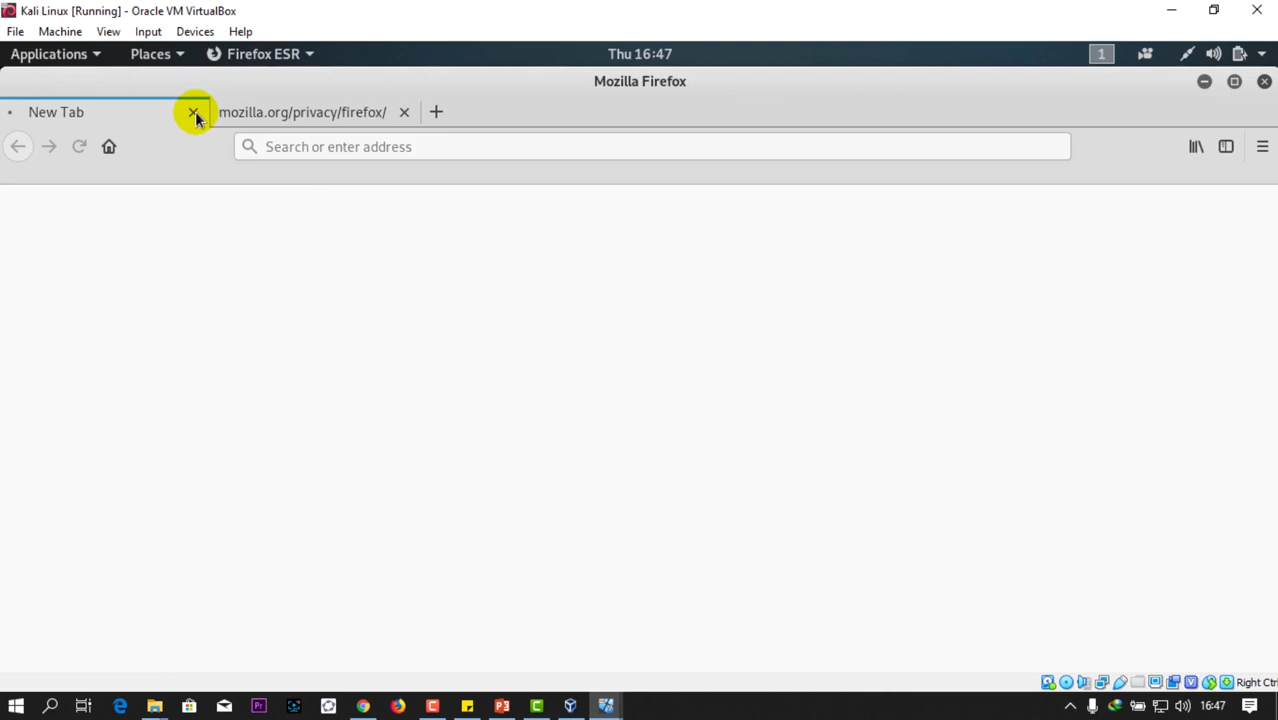 Kali Linux [Running] - Oracle VM VirtualBox
File Machine View Input Devices Help
Applications Places Firefox ESR Thu 16:47 1
Mozilla Firefox
New Tab mozilla.org/privacy/firefox/
Search or enter address
Right Ctrl
16:47